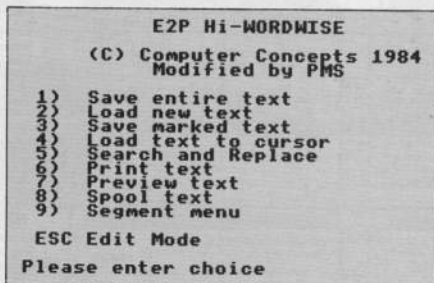 E2P Hi-WORDWISE
(C) Computer Concepts 1984
Modified by PMS
1) Save entire text
2) Load new text
3) Save marked text
4) Load text to cursor
5) Search and Replace
6) Print text
7) Preview text
8) Spool text
9) Segment menu
ESC Edit Mode
Please enter choice